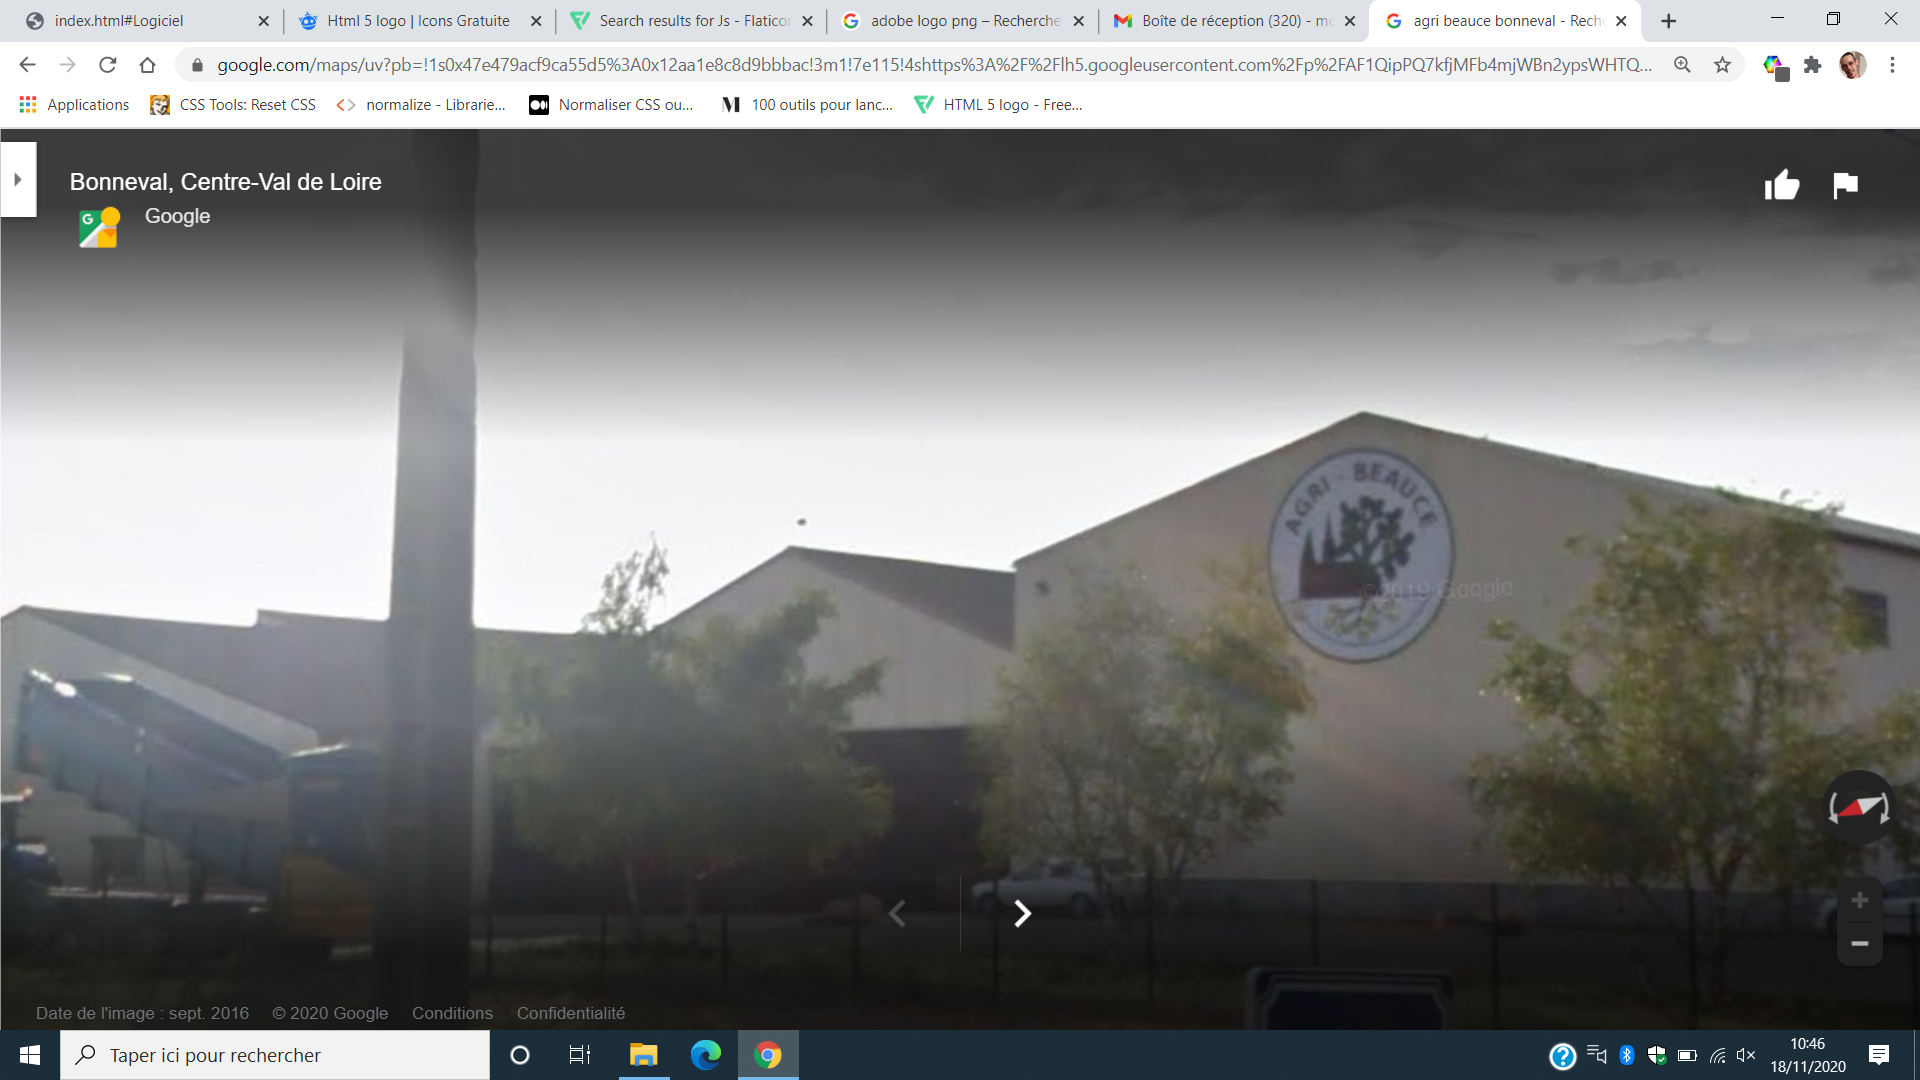 index.html#Logiciel
Html 5 logo | Icons Gratuite
Search results for Js - Flaticon
adobe logo png – Recherche
Boîte de réception (320) - mo
agri beauce bonneval - Rech
google.com/maps/uv?pb=!1s0x47e479acf9ca55d5%3A0x12aa1e8c8d9bbbac!3m1!7e115!4shttps%3A%2F%2Flh5.googleusercontent.com%2Fp%2FAF1QipPQ7kfjMFb4mjWBn2ypsWHTQ...
Applications
CSS Tools: Reset CSS
normalize - Librarie...
Normaliser CSS ou...
100 outils pour lanc...
HTML 5 logo - Free...
Bonneval, Centre-Val de Loire
Google
AGRI - BEAUCE
©2019 Google
Date de l'image : sept. 2016
© 2020 Google
Conditions
Confidentialité
Taper ici pour rechercher
10:46
18/11/2020